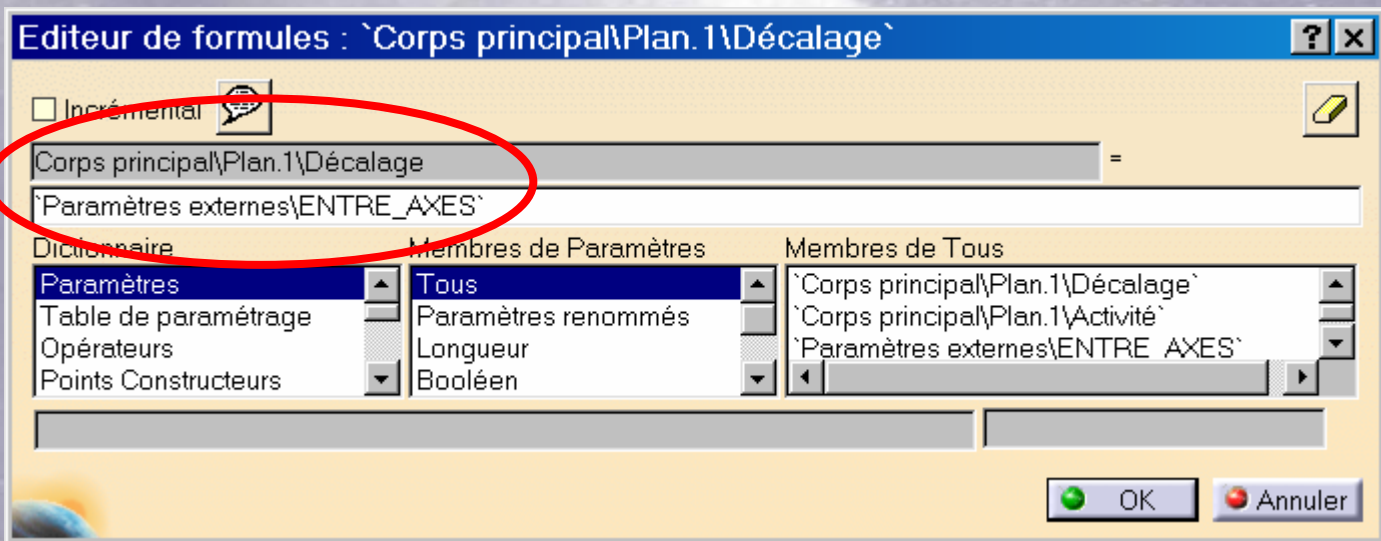 Editeur de formules : `Corps principal\Plan.1\Décalage`
Incrémental
Corps principal\Plan.1\Décalage =
`Paramètres externes\ENTRE_AXES`
Dictionnaire Membres de Paramètres Membres de Tous
Paramètres Tous `Corps principal\Plan.1\Décalage`
Table de paramétrage Paramètres renommés `Corps principal\Plan.1\Activité`
Opérateurs Longueur `Paramètres externes\ENTRE_AXES`
Points Constructeurs Booléen
OK Annuler